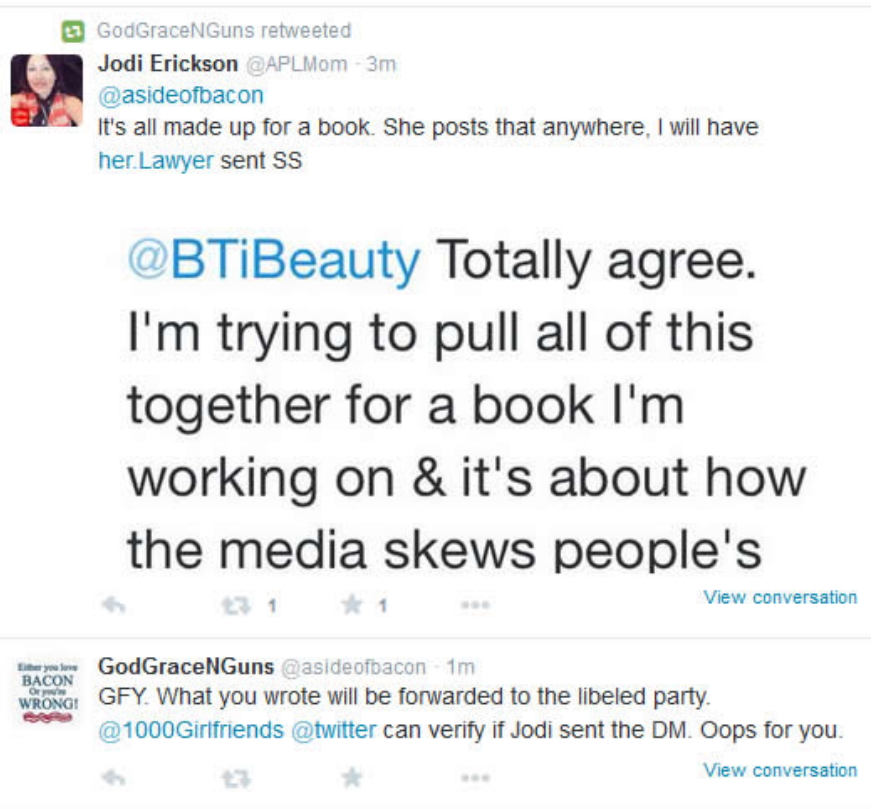 GodGraceNGuns retweeted
Jodi Erickson @APLMom · 3m
@asideofbacon
It's all made up for a book. She posts that anywhere, I will have
her.Lawyer sent SS
@BTiBeauty Totally agree.
I'm trying to pull all of this
together for a book I'm
working on & it's about how
the media skews people's
1 1
View conversation
Either you love
BACON
Or you're
WRONG!
GodGraceNGuns @asideofbacon · 1m
GFY. What you wrote will be forwarded to the libeled party.
@1000Girlfriends @twitter can verify if Jodi sent the DM. Oops for you.
View conversation